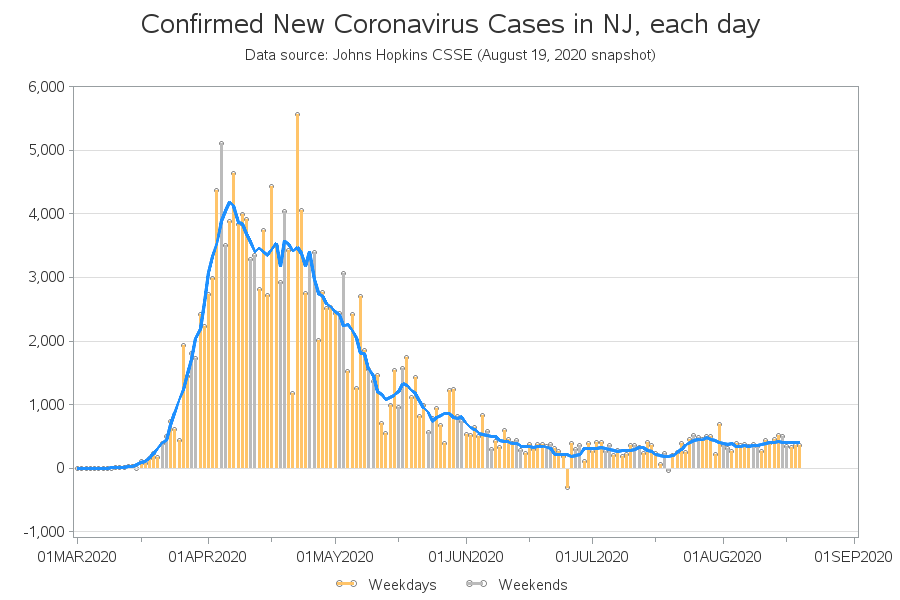 Confirmed New Coronavirus Cases in NJ, each day
Data source: Johns Hopkins CSSE (August 19, 2020 snapshot)
6,000
5,000
4,000
3,000
2,000
1,000
0
-1,000
01MAR2020 01APR2020 01MAY2020 01JUN2020 01JUL2020 01AUG2020 01SEP2020
Weekdays Weekends